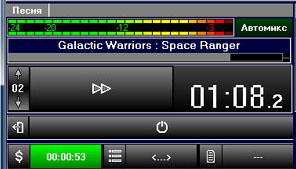 Песня
-24 -20 -12 -3
Автомикс
Galactic Warriors : Space Ranger
02
01:08.2
$ 00:00:53 <...> ---